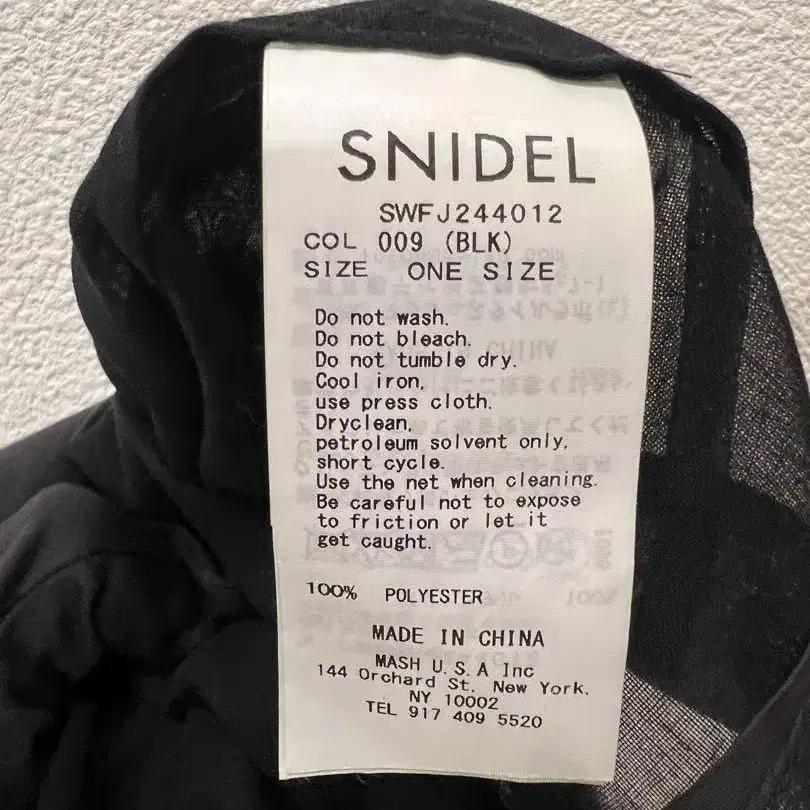 SNIDEL
SWFJ244012
COL 009 (BLK)
SIZE ONE SIZE
Do not wash.
Do not bleach.
Do not tumble dry.
Cool iron,
use press cloth.
Dryclean,
petroleum solvent only,
short cycle.
Use the net when cleaning.
Be careful not to expose
to friction or let it
get caught.
100% POLYESTER
MADE IN CHINA
MASH U.S.A Inc
144 Orchard St. New York.
NY 10002
TEL 917 409 5520